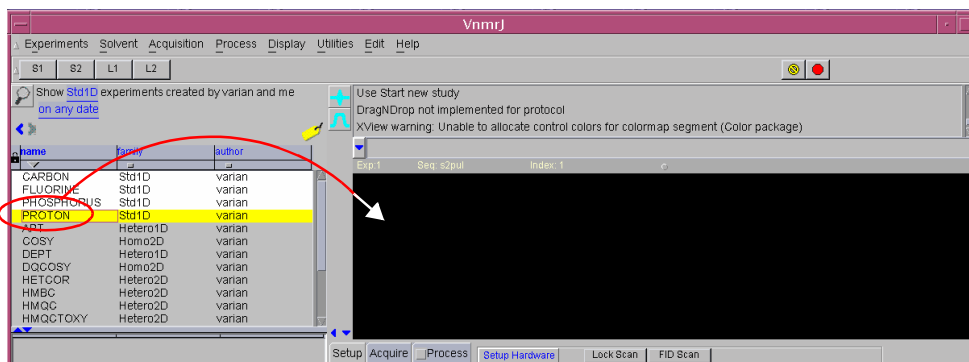 VnmrJ
Experiments Solvent Acquisition Process Display Utilities Edit Help
S1 S2 L1 L2
Show Std1D experiments created by varian and me
on any date
Use Start new study
DragNDrop not implemented for protocol
XView warning: Unable to allocate control colors for colormap segment (Color package)
name family author
Exp:1 Seq: s2pul Index: 1
CARBON Std1D varian
FLUORINE Std1D varian
PHOSPHORUS Std1D varian
PROTON Std1D varian
APT Hetero1D varian
COSY Homo2D varian
DEPT Hetero1D varian
DQCOSY Homo2D varian
HETCOR Hetero2D varian
HMBC Hetero2D varian
HMQC Hetero2D varian
HMQCTOXY Hetero2D varian
Setup Acquire Process Setup Hardware Lock Scan FID Scan